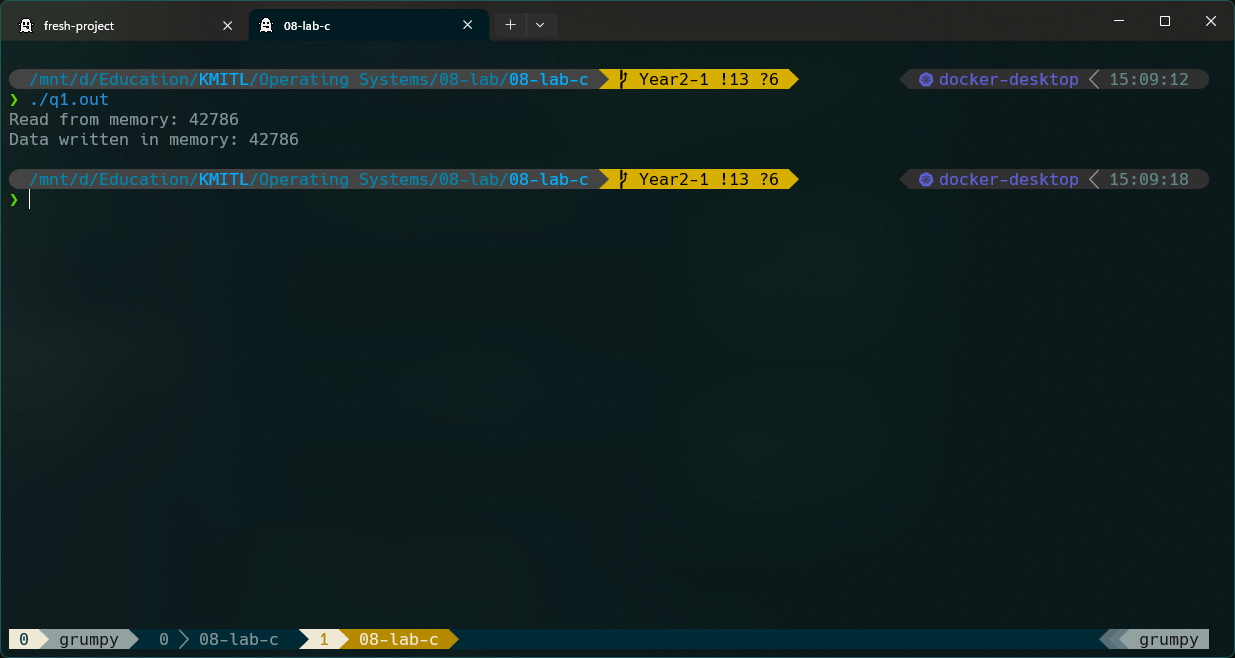 fresh-project 08-lab-c
/mnt/d/Education/KMITL/Operating Systems/08-lab/08-lab-c Year2-1 !13 ?6 docker-desktop 15:09:12
❯ ./q1.out
Read from memory: 42786
Data written in memory: 42786
/mnt/d/Education/KMITL/Operating Systems/08-lab/08-lab-c Year2-1 !13 ?6 docker-desktop 15:09:18
❯
0 grumpy 0 08-lab-c 1 08-lab-c grumpy